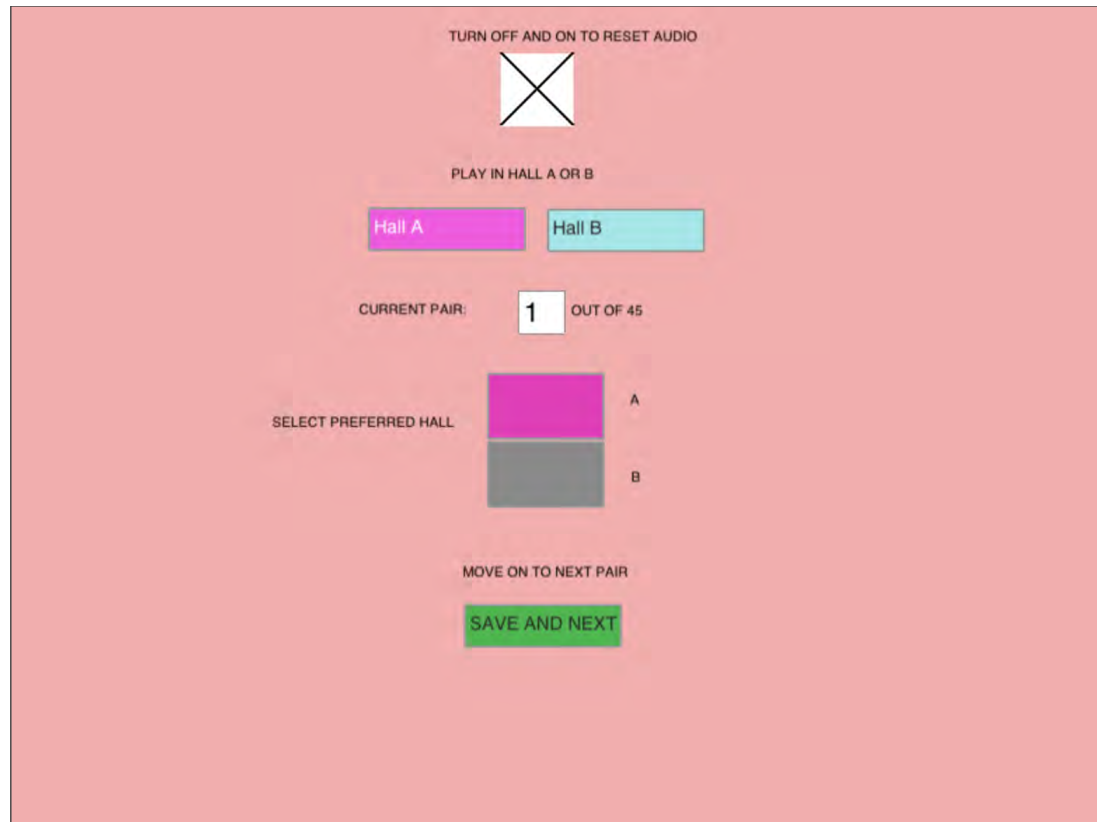 TURN OFF AND ON TO RESET AUDIO
PLAY IN HALL A OR B
Hall A Hall B
CURRENT PAIR: 1 OUT OF 45
A
SELECT PREFERRED HALL
B
MOVE ON TO NEXT PAIR
SAVE AND NEXT